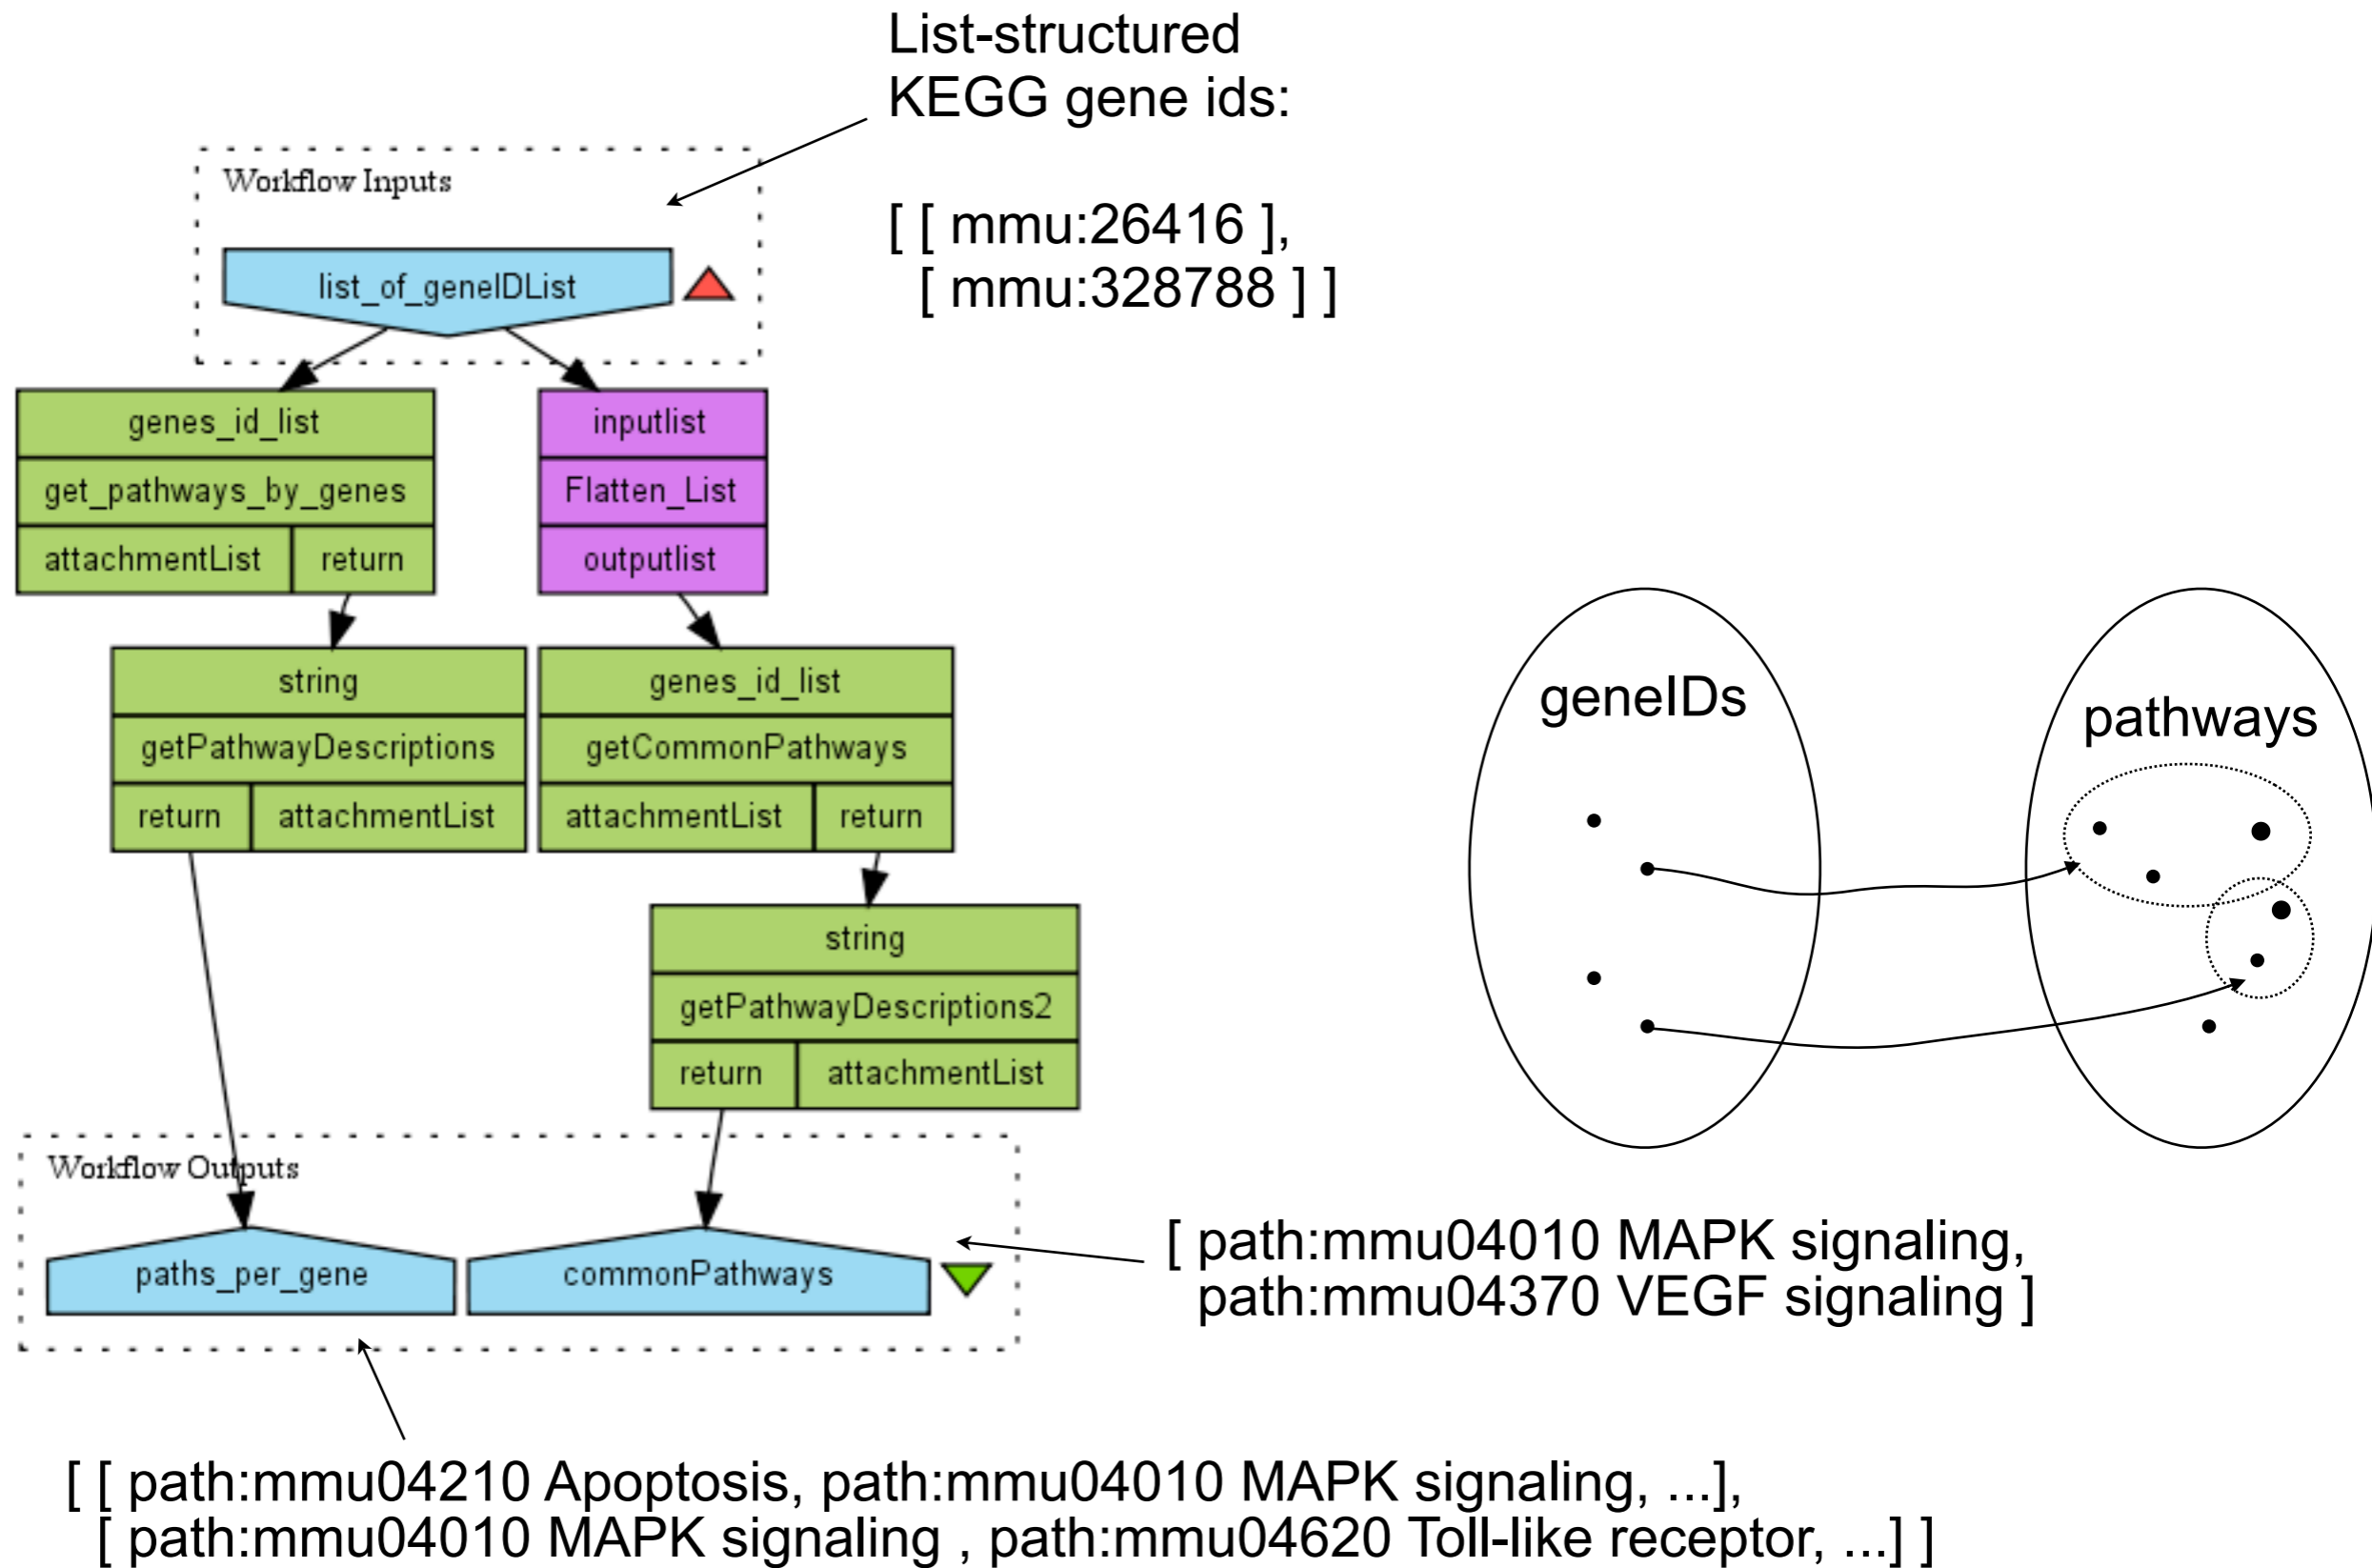 List-structured
KEGG gene ids:
[ [ mmu:26416 ],
[ mmu:328788 ] ]
Workflow Inputs
list_of_geneIDList
genes_id_list
get_pathways_by_genes
attachmentList
return
inputlist
Flatten_List
outputlist
string
getPathwayDescriptions
return
attachmentList
genes_id_list
getCommonPathways
attachmentList
return
string
getPathwayDescriptions2
return
attachmentList
geneIDs
pathways
Workflow Outputs
paths_per_gene
commonPathways
[ path:mmu04010 MAPK signaling,
path:mmu04370 VEGF signaling ]
[ [ path:mmu04210 Apoptosis, path:mmu04010 MAPK signaling, ...],
[ path:mmu04010 MAPK signaling , path:mmu04620 Toll-like receptor, ...] ]